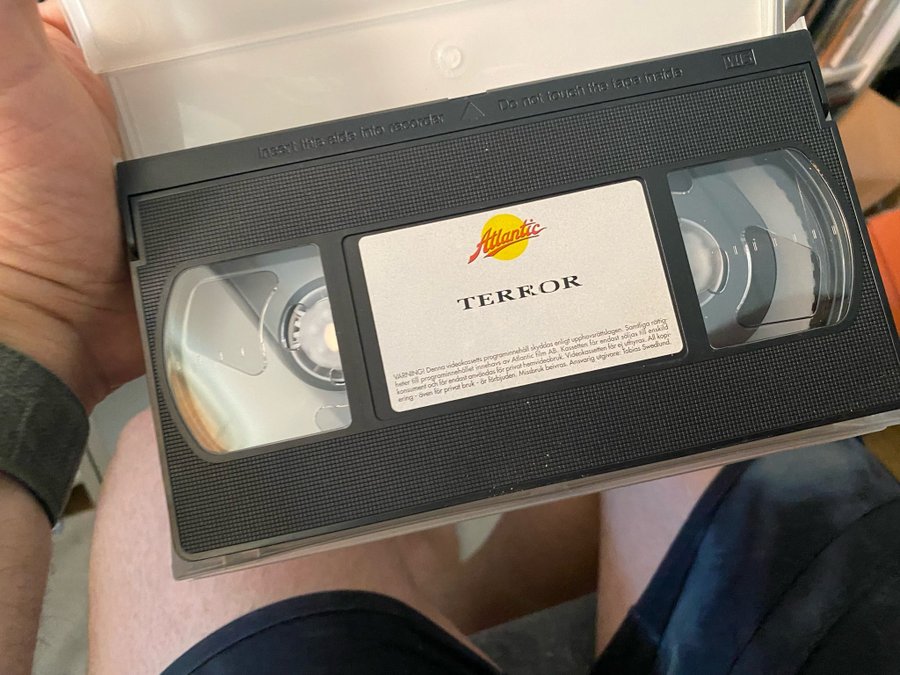 Insert this side into recorder △ Do not touch the tape inside VHS
Atlantic
TERROR
VARNING! Denna videokassetts programinnehåll skyddas enligt upphovsrättslagen. Samtliga rättig-
heter till programinnehållet innehavs av Atlantic film AB. Kassetten får endast säljas till enskild
konsument och får endast användas för privat hemvideobruk. Videokassetten får ej uthyras. All kopi-
ering - även för privat bruk - är förbjuden. Missbruk beivras. Ansvarig utgivare: Tobias Swedlund.